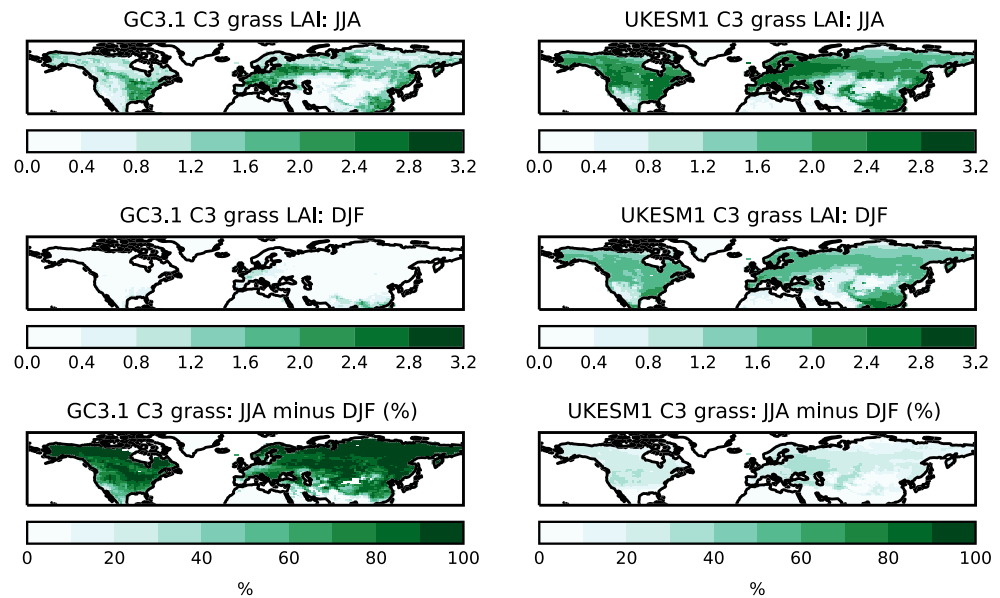 GC3.1 C3 grass LAI: JJA
UKESM1 C3 grass LAI: JJA
0.0 0.4 0.8 1.2 1.6 2.0 2.4 2.8 3.2
0.0 0.4 0.8 1.2 1.6 2.0 2.4 2.8 3.2
GC3.1 C3 grass LAI: DJF
UKESM1 C3 grass LAI: DJF
0.0 0.4 0.8 1.2 1.6 2.0 2.4 2.8 3.2
0.0 0.4 0.8 1.2 1.6 2.0 2.4 2.8 3.2
GC3.1 C3 grass: JJA minus DJF (%)
UKESM1 C3 grass: JJA minus DJF (%)
0 20 40 60 80 100
0 20 40 60 80 100
%
%